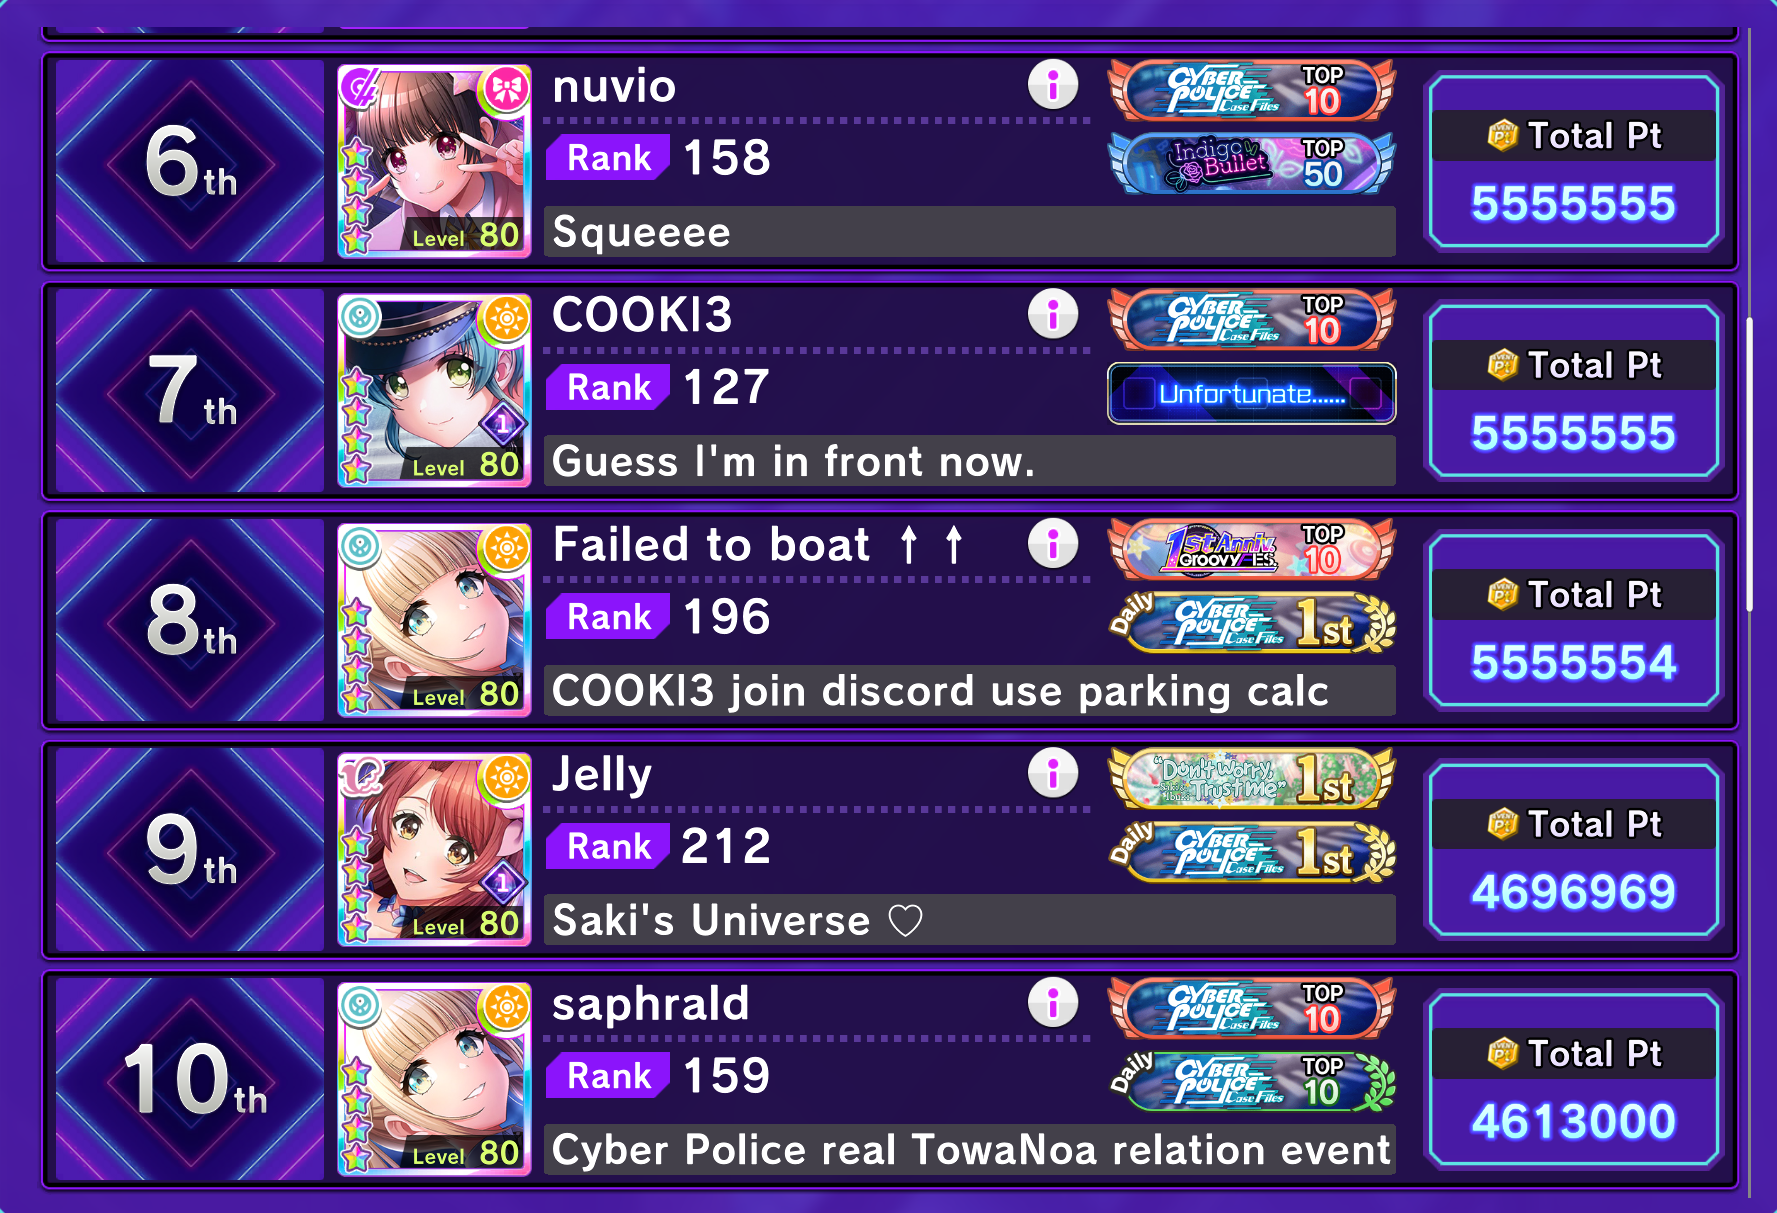 6th
nuvio
Rank 158
Squeeee
Level 80
CYBER POLICE Case Files TOP 10
Indigo Bullet TOP 50
Total Pt
5555555
7th
COOKI3
Rank 127
Guess I'm in front now.
1
Level 80
CYBER POLICE Case Files TOP 10
Unfortunate......
Total Pt
5555555
8th
Failed to boat ↑ ↑
Rank 196
COOKI3 join discord use parking calc
Level 80
1st Anniv. GROOVY FES. TOP 10
Daily CYBER POLICE Case Files 1st
Total Pt
5555554
9th
Jelly
Rank 212
Saki's Universe ♡
1
Level 80
"Don't worry, Trust Me" Saki & Ibuki 1st
Daily CYBER POLICE Case Files 1st
Total Pt
4696969
10th
saphrald
Rank 159
Cyber Police real TowaNoa relation event
Level 80
CYBER POLICE Case Files TOP 10
Daily CYBER POLICE Case Files TOP 10
Total Pt
4613000